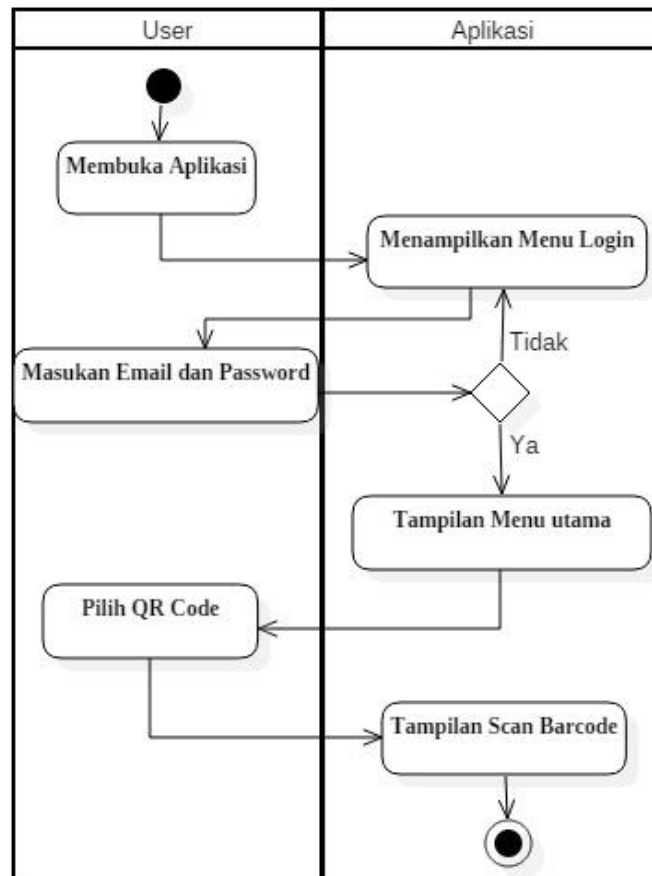 User
Aplikasi
Membuka Aplikasi
Menampilkan Menu Login
Tidak
Masukan Email dan Password
Ya
Tampilan Menu utama
Pilih QR Code
Tampilan Scan Barcode